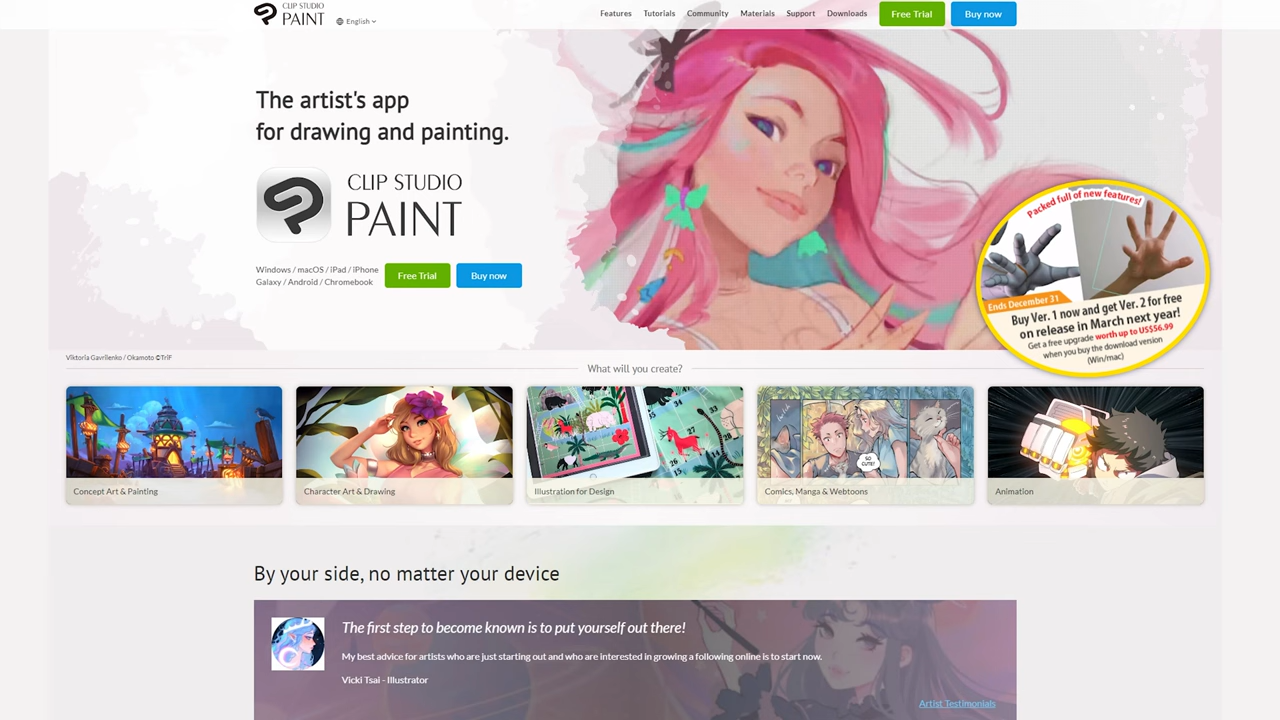 CLIP STUDIO
PAINT
English
Features
Tutorials
Community
Materials
Support
Downloads
Free Trial
Buy now
The artist's app
for drawing and painting.
CLIP STUDIO
PAINT
Windows / macOS / iPad / iPhone
Galaxy / Android / Chromebook
Free Trial
Buy now
Packed full of new features!
Ends December 31
Buy Ver. 1 now and get Ver. 2 for free
on release in March next year!
Get a free upgrade worth up to US$56.99
when you buy the download version
(Win/mac)
Viktoria Gavrilenko / Okamoto ©TriF
What will you create?
SO
CUTE!
Concept Art & Painting
Character Art & Drawing
Illustration for Design
Comics, Manga & Webtoons
Animation
By your side, no matter your device
The first step to become known is to put yourself out there!
My best advice for artists who are just starting out and who are interested in growing a following online is to start now.
Vicki Tsai - Illustrator
Artist Testimonials